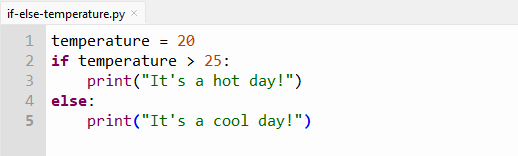 if-else-temperature.py ×
1 temperature = 20
2 if temperature > 25:
3     print("It's a hot day!")
4 else:
5     print("It's a cool day!")